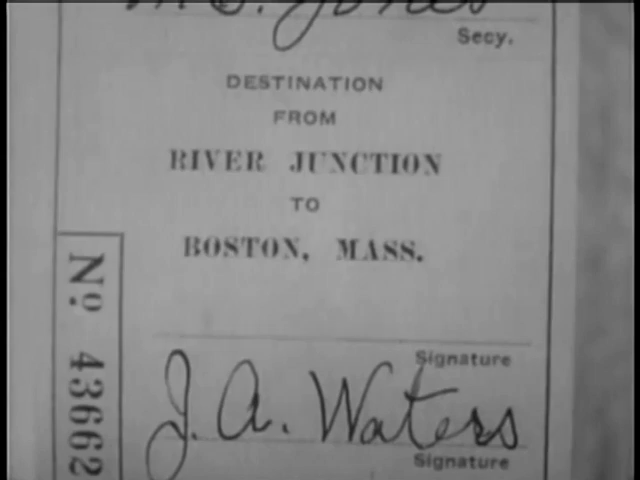 Secy.
DESTINATION
FROM
RIVER JUNCTION
TO
BOSTON, MASS.
Signature
J. A. Waters
Signature
No 43662